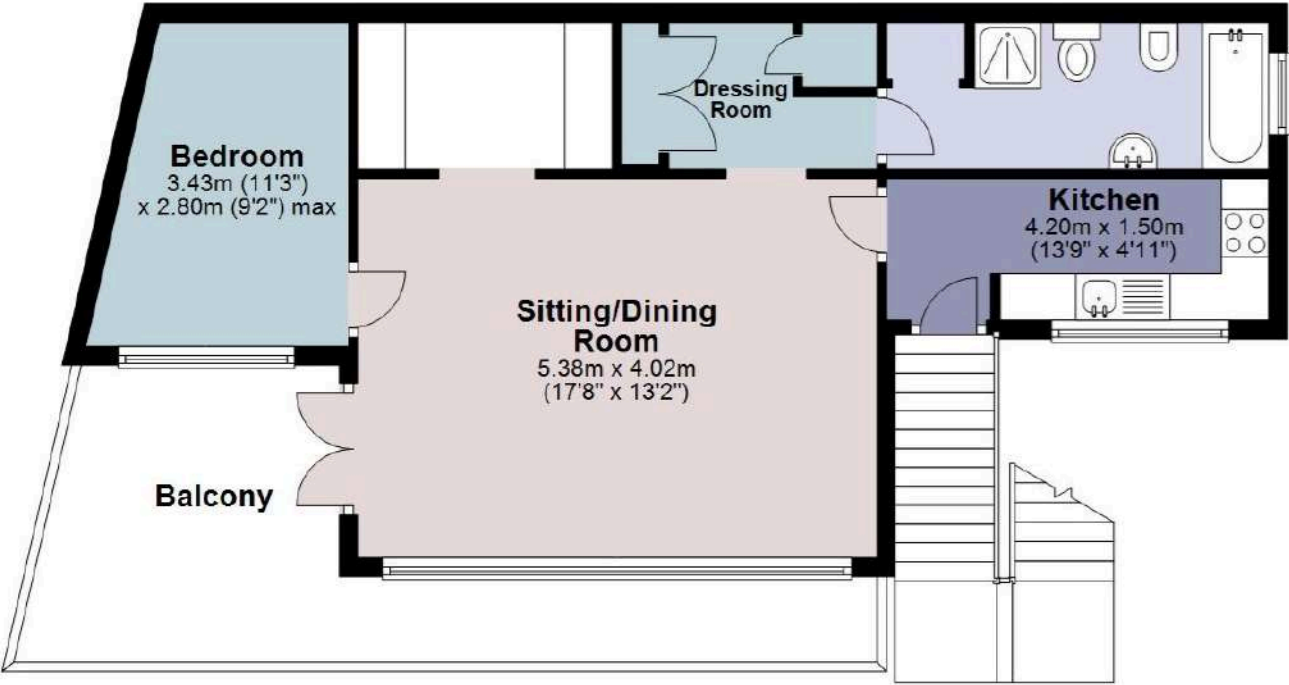 Dressing
Room
Bedroom
3.43m (11'3")
x 2.80m (9'2") max
Kitchen
4.20m x 1.50m
(13'9" x 4'11")
Sitting/Dining
Room
5.38m x 4.02m
(17'8" x 13'2")
Balcony